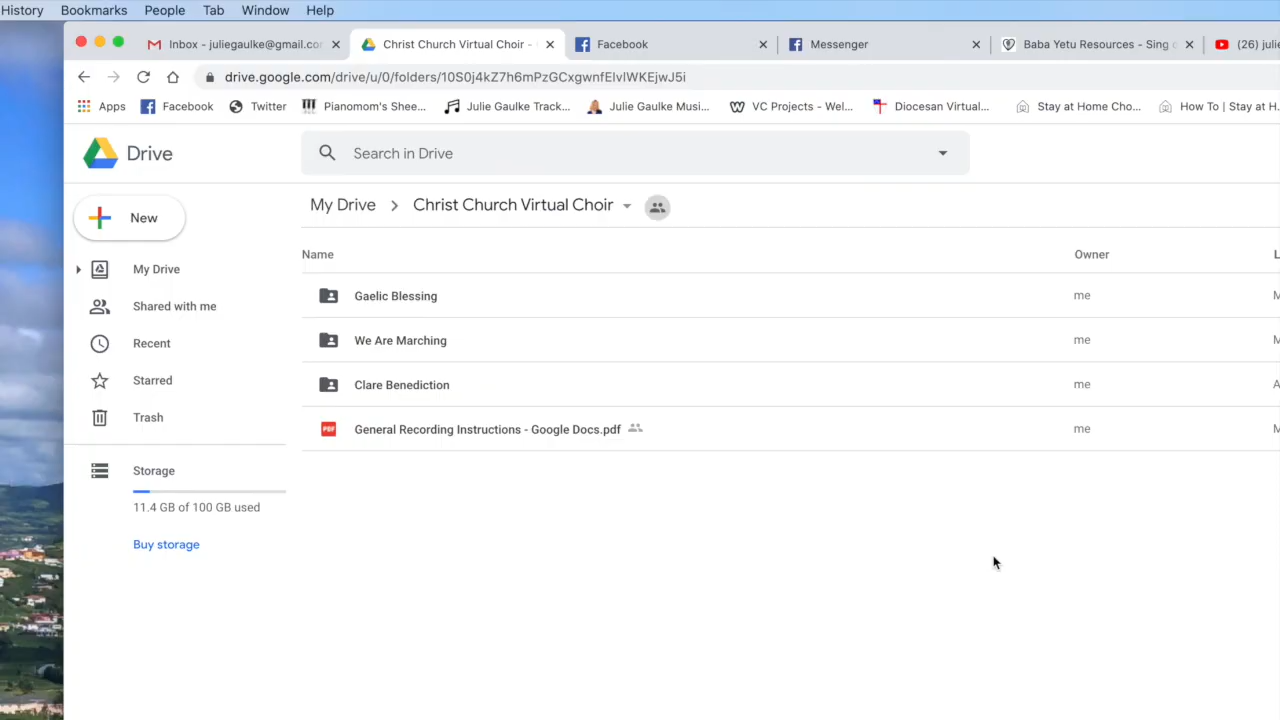 History Bookmarks People Tab Window Help
Inbox - juliegaulke@gmail.co Christ Church Virtual Choir - Facebook Messenger Baba Yetu Resources - Sing o (26) julie
drive.google.com/drive/u/0/folders/10S0j4kZ7h6mPzGCxgwnfElvlWKEjwJ5i
Apps Facebook Twitter Pianomom's Shee... Julie Gaulke Track... Julie Gaulke Musi... VC Projects - Wel... Diocesan Virtual... Stay at Home Cho... How To | Stay at H
Drive Search in Drive
New My Drive > Christ Church Virtual Choir
Name Owner
My Drive
Gaelic Blessing me
Shared with me
We Are Marching me
Recent
Clare Benediction me
Starred
PDF General Recording Instructions - Google Docs.pdf me
Trash
Storage
11.4 GB of 100 GB used
Buy storage